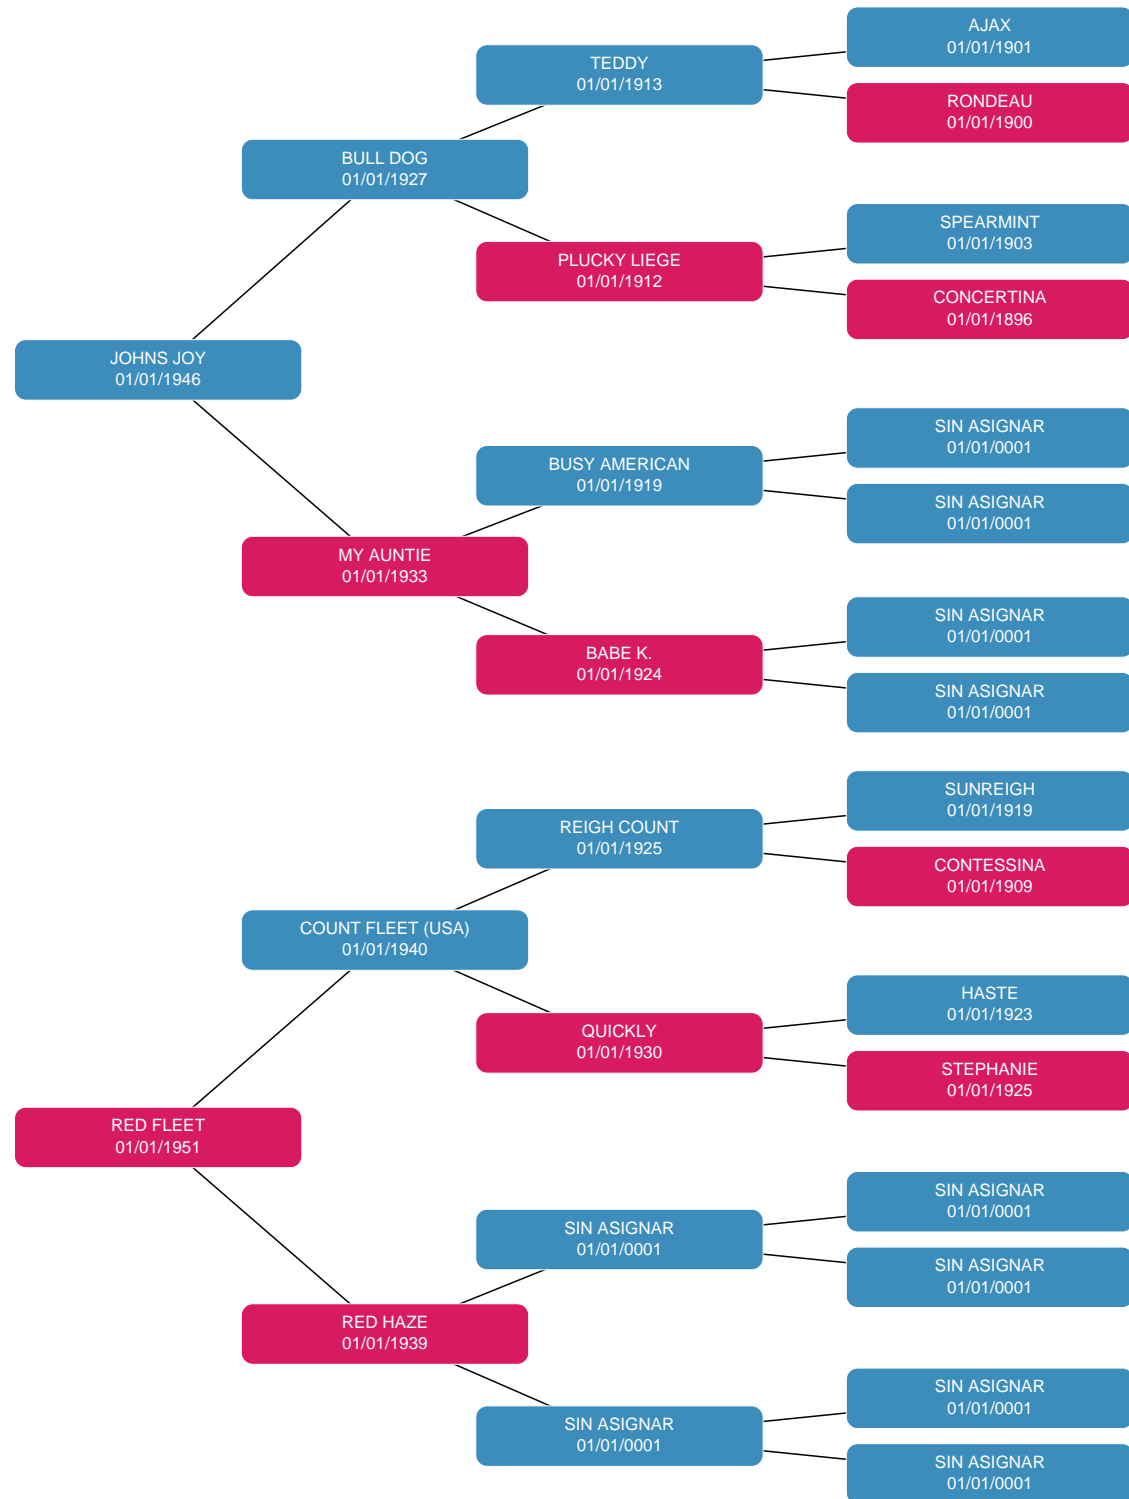 AJAX
01/01/1901
TEDDY
01/01/1913
RONDEAU
01/01/1900
BULL DOG
01/01/1927
SPEARMINT
01/01/1903
PLUCKY LIEGE
01/01/1912
CONCERTINA
01/01/1896
JOHNS JOY
01/01/1946
SIN ASIGNAR
01/01/0001
BUSY AMERICAN
01/01/1919
SIN ASIGNAR
01/01/0001
MY AUNTIE
01/01/1933
SIN ASIGNAR
01/01/0001
BABE K.
01/01/1924
SIN ASIGNAR
01/01/0001
SUNREIGH
01/01/1919
REIGH COUNT
01/01/1925
CONTESSINA
01/01/1909
COUNT FLEET (USA)
01/01/1940
HASTE
01/01/1923
QUICKLY
01/01/1930
STEPHANIE
01/01/1925
RED FLEET
01/01/1951
SIN ASIGNAR
01/01/0001
SIN ASIGNAR
01/01/0001
SIN ASIGNAR
01/01/0001
RED HAZE
01/01/1939
SIN ASIGNAR
01/01/0001
SIN ASIGNAR
01/01/0001
SIN ASIGNAR
01/01/0001